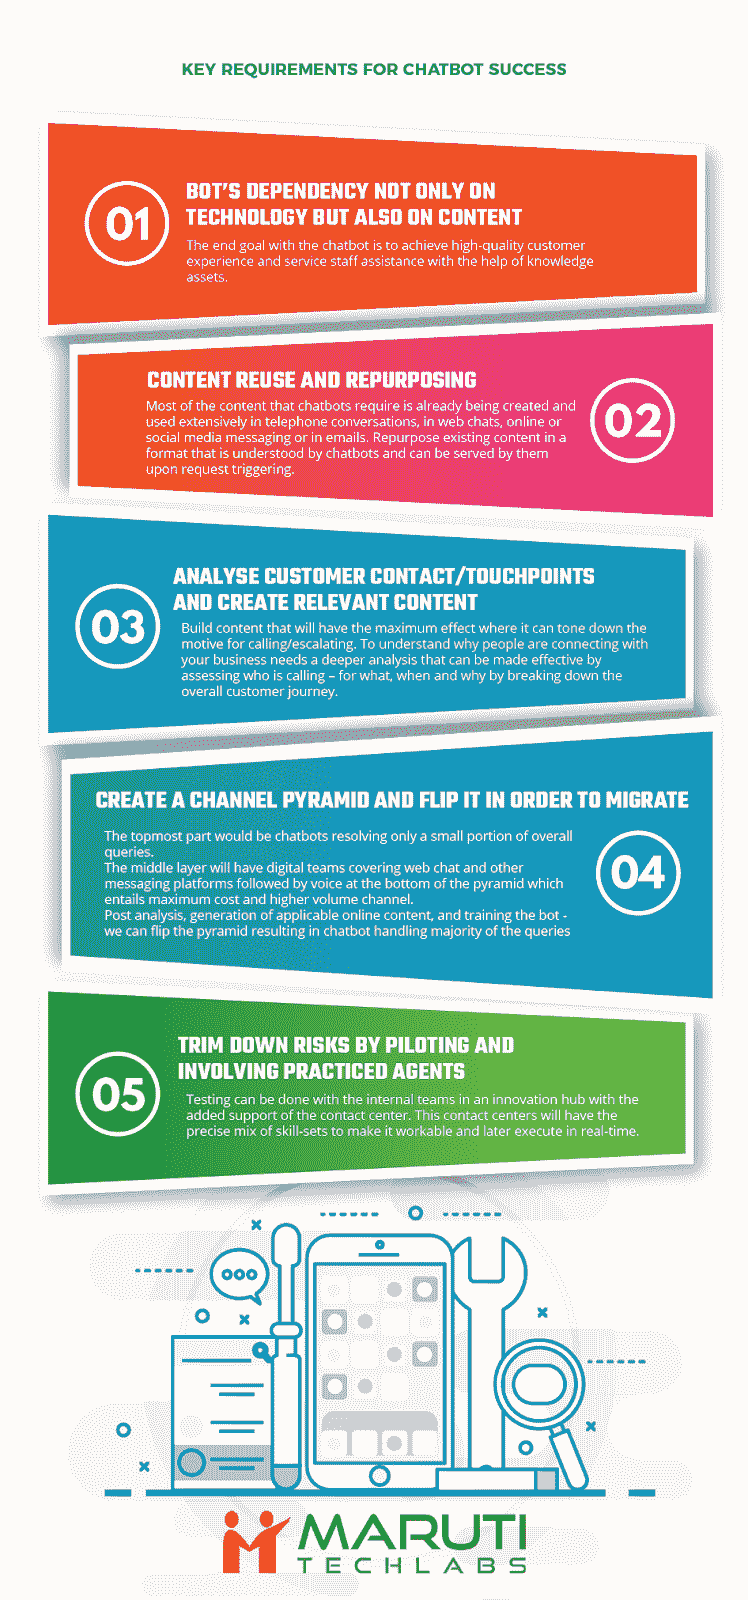 KEY REQUIREMENTS FOR CHATBOT SUCCESS
01
BOT'S DEPENDENCY NOT ONLY ON
TECHNOLOGY BUT ALSO ON CONTENT
The end goal with the chatbot is to achieve high-quality customer
experience and service staff assistance with the help of knowledge
assets.
CONTENT REUSE AND REPURPOSING
Most of the content that chatbots require is already being created and
used extensively in telephone conversations, in web chats, online or
social media messaging or in emails. Repurpose existing content in a
format that is understood by chatbots and can be served by them
upon request triggering.
02
03
ANALYSE CUSTOMER CONTACT/TOUCHPOINTS
AND CREATE RELEVANT CONTENT
Build content that will have the maximum effect where it can tone down the
motive for calling/escalating. To understand why people are connecting with
your business needs a deeper analysis that can be made effective by
assessing who is calling – for what, when and why by breaking down the
overall customer journey.
CREATE A CHANNEL PYRAMID AND FLIP IT IN ORDER TO MIGRATE
The topmost part would be chatbots resolving only a small portion of overall
queries.
The middle layer will have digital teams covering web chat and other
messaging platforms followed by voice at the bottom of the pyramid which
entails maximum cost and higher volume channel.
Post analysis, generation of applicable online content, and training the bot -
we can flip the pyramid resulting in chatbot handling majority of the queries
04
05
TRIM DOWN RISKS BY PILOTING AND
INVOLVING PRACTICED AGENTS
Testing can be done with the internal teams in an innovation hub with the
added support of the contact center. This contact centers will have the
precise mix of skill-sets to make it workable and later execute in real-time.
MARUTI
TECHLABS